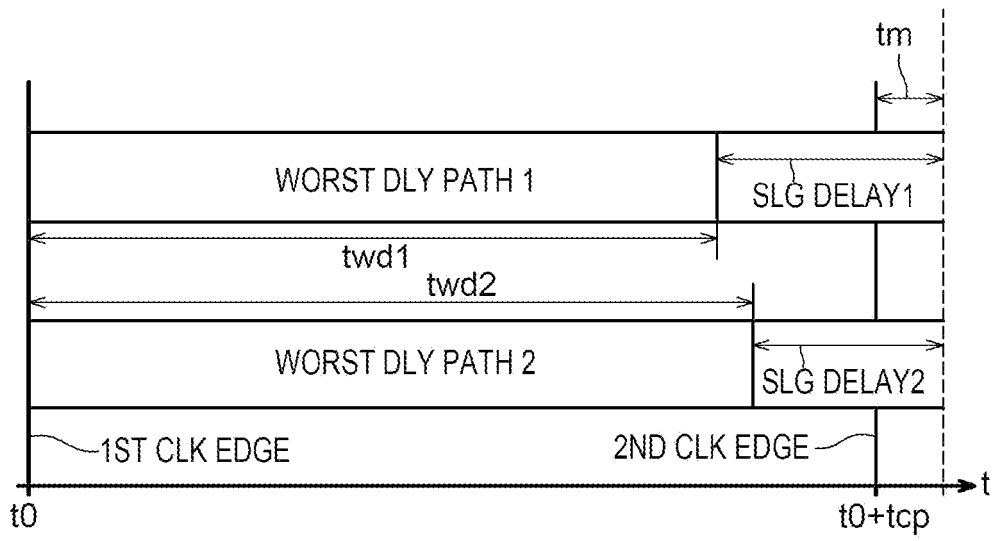 tm
WORST DLY PATH 1
SLG DELAY1
twd1
twd2
WORST DLY PATH 2
SLG DELAY2
1ST CLK EDGE
2ND CLK EDGE
t
t0
t0+tcp